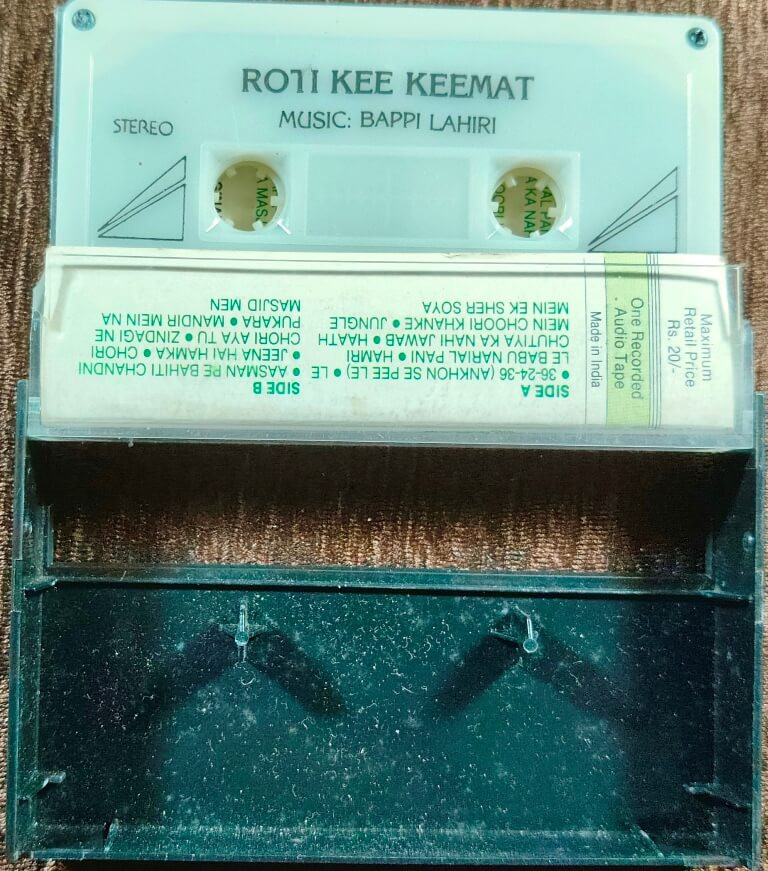 ROTI KEE KEEMAT
MUSIC: BAPPI LAHIRI
STEREO
SIDE A
● 36-24-36 (ANKHON SE PEE LE) ● LE
LE BABU NARIAL PANI ● HAMRI
CHUTIYA KA NAHI JAWAB ● HAATH
MEIN CHOORI KHANKE ● JUNGLE
MEIN EK SHER SOYA
SIDE B
● AASMAN PE BAHITI CHANDNI
● JEENA HAI HAMKA ● CHORI
CHORI AYA TU ● ZINDAGI NE
PUKARA ● MANDIR MEIN NA
MASJID MEN
Maximum
Retail Price
Rs. 20/-
One Recorded
Audio Tape
Made in India